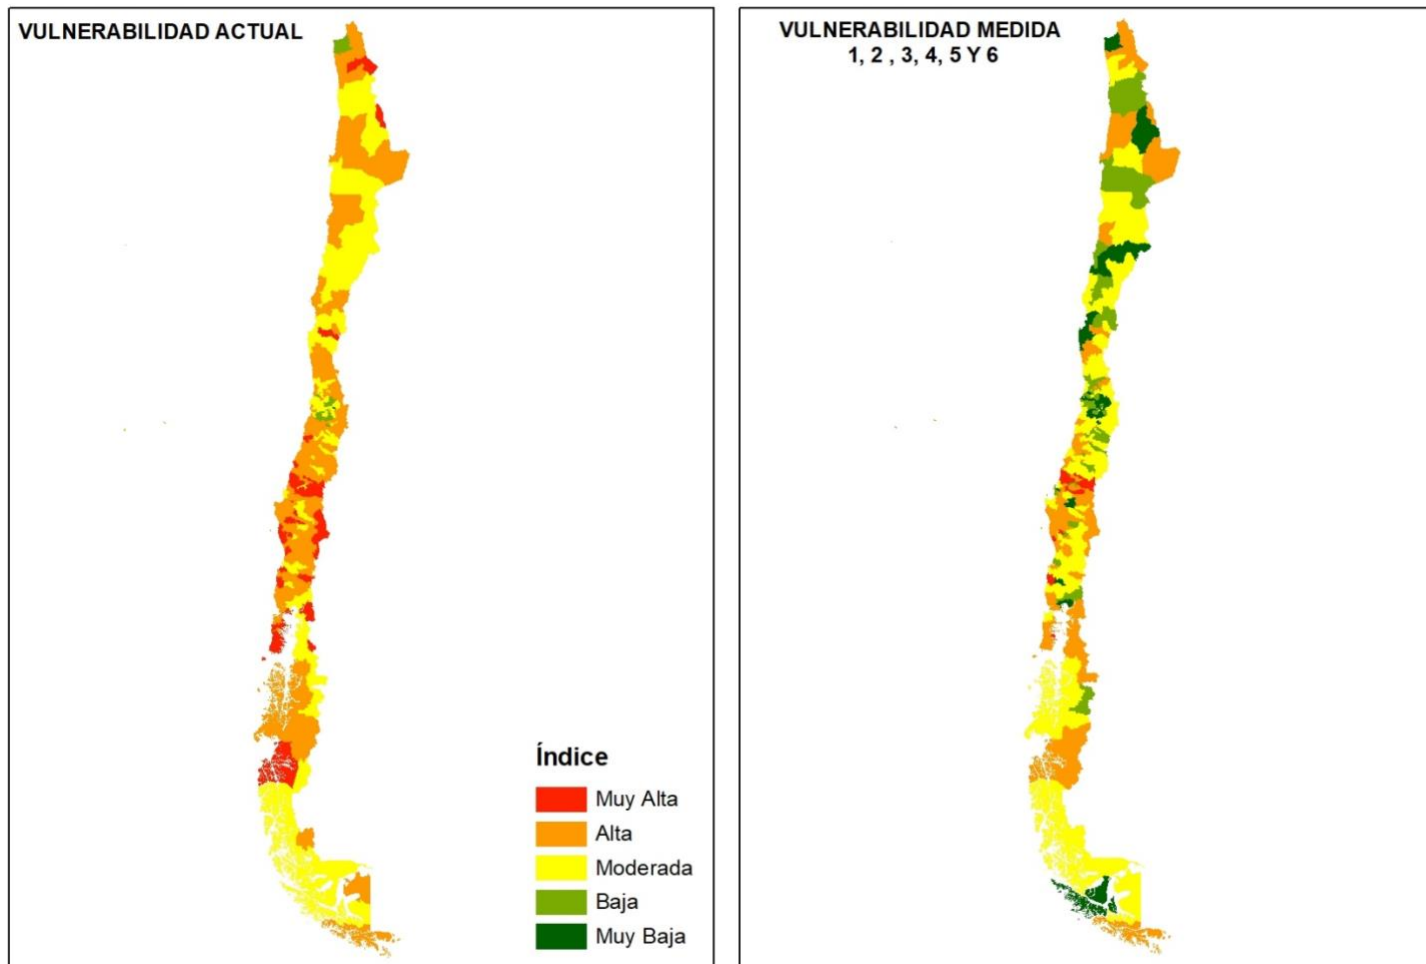 VULNERABILIDAD ACTUAL
VULNERABILIDAD MEDIDA
1, 2 , 3, 4, 5 Y 6
Índice
Muy Alta
Alta
Moderada
Baja
Muy Baja